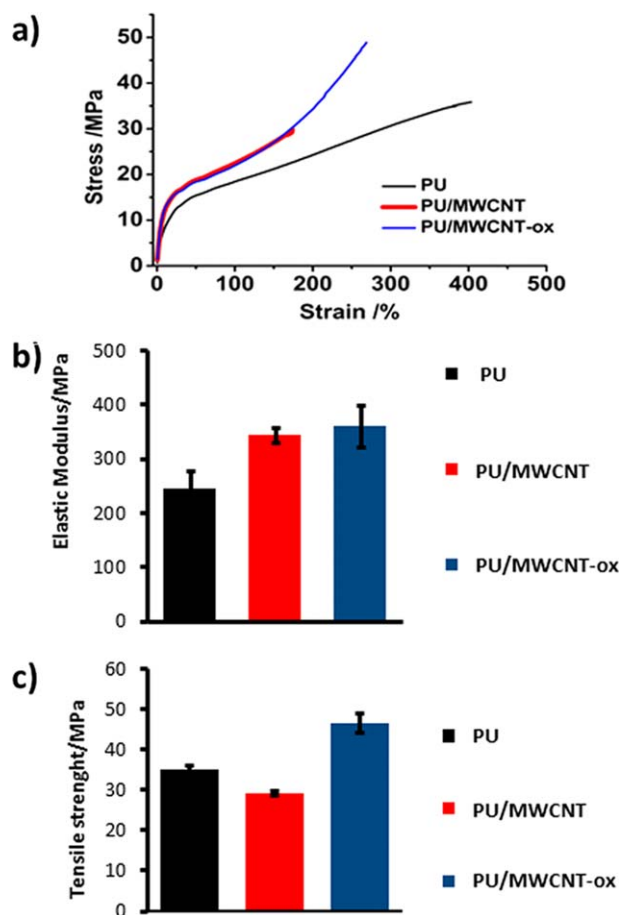 a)
Stress /MPa
50
40
30
20
10
0
PU
PU/MWCNT
PU/MWCNT-ox
0 100 200 300 400 500
Strain /%
b)
Elastic Modulus/MPa
500
400
300
200
100
0
PU
PU/MWCNT
PU/MWCNT-ox
c)
Tensile strenght/MPa
60
50
40
30
20
10
0
PU
PU/MWCNT
PU/MWCNT-ox